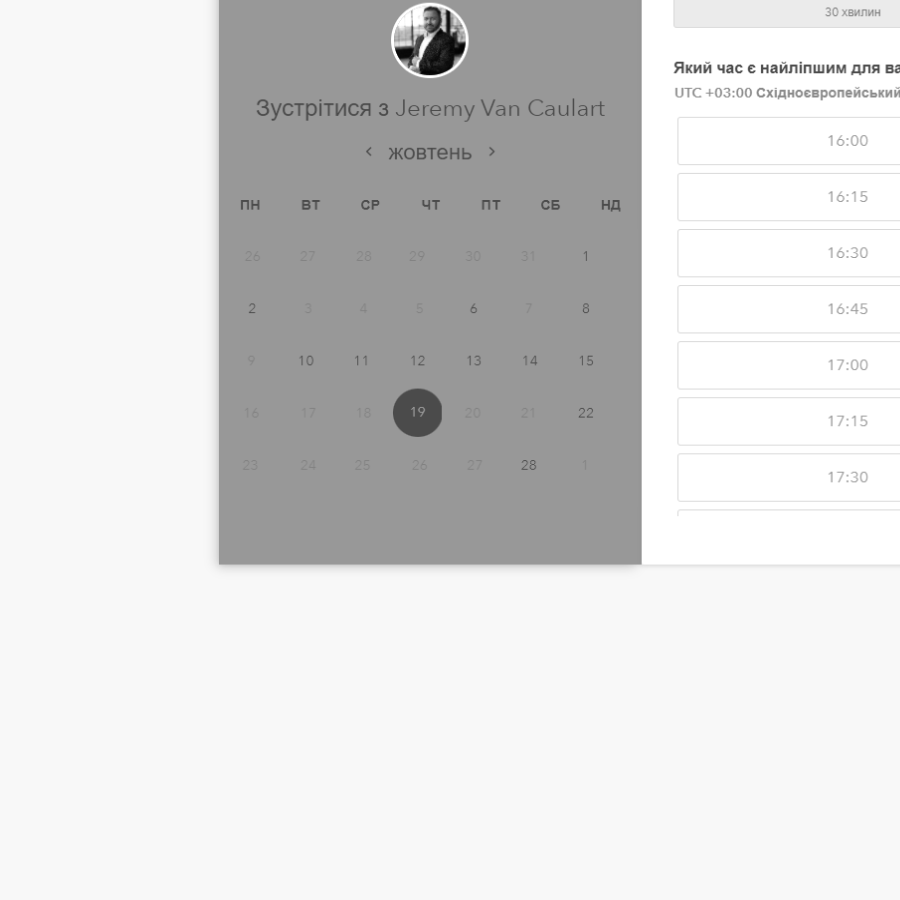 Зустрітися з Jeremy Van Caulart
‹ жовтень ›
ПН ВТ СР ЧТ ПТ СБ НД
26 27 28 29 30 31 1
2 3 4 5 6 7 8
9 10 11 12 13 14 15
16 17 18 19 20 21 22
23 24 25 26 27 28 1
30 хвилин
Який час є найліпшим для ва
UTC +03:00 Східноєвропейський
16:00
16:15
16:30
16:45
17:00
17:15
17:30